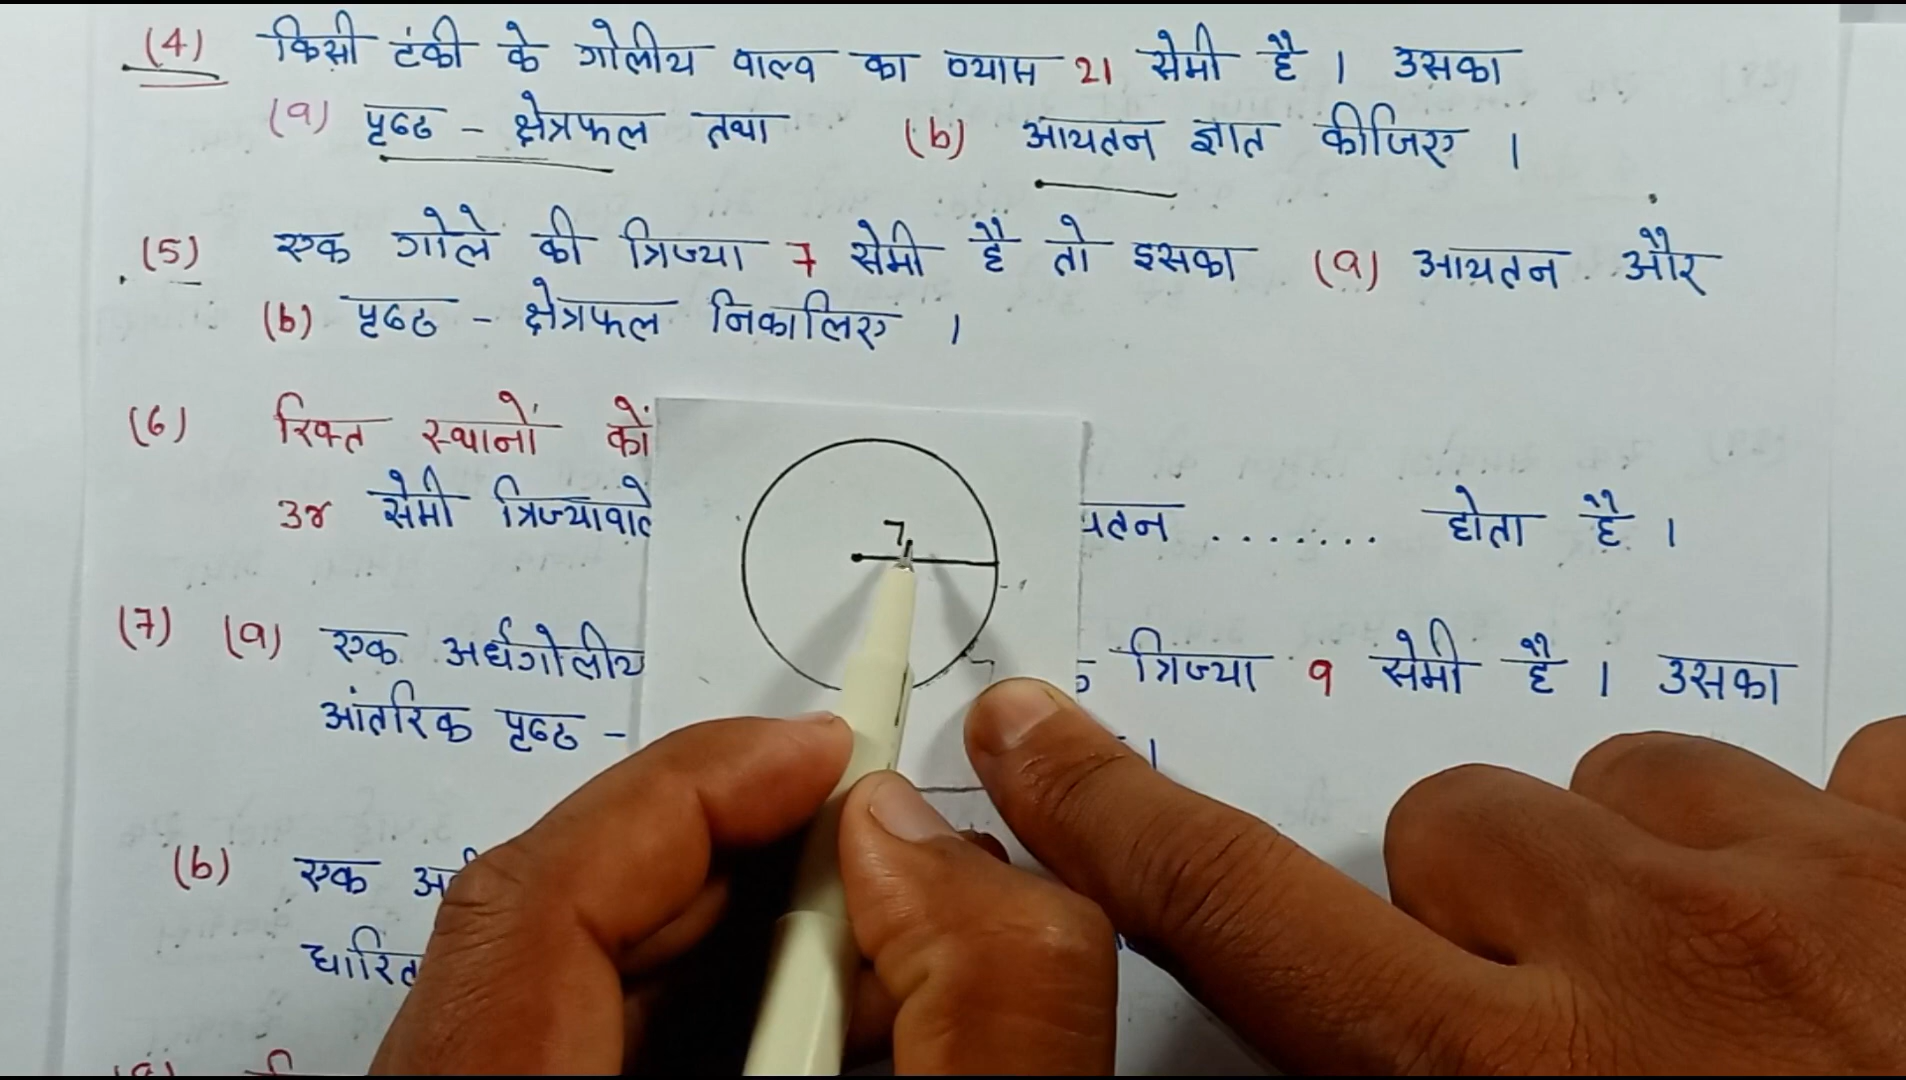 (4) किसी टंकी के गोलीय वाल्व का व्यास 21 सेमी है । उसका
(a) पृष्ठ - क्षेत्रफल तथा (b) आयतन ज्ञात कीजिए ।
(5) एक गोले की त्रिज्या 7 सेमी है तो इसका (a) आयतन और
(b) पृष्ठ - क्षेत्रफल निकालिए ।
(6) रिक्त स्थानों को
3r सेमी ....... होता है ।
7
(7) (a) एक अर्धगोलीय त्रिज्या 9 सेमी है । उसका
आंतरिक पृष्ठ -
(b) एक